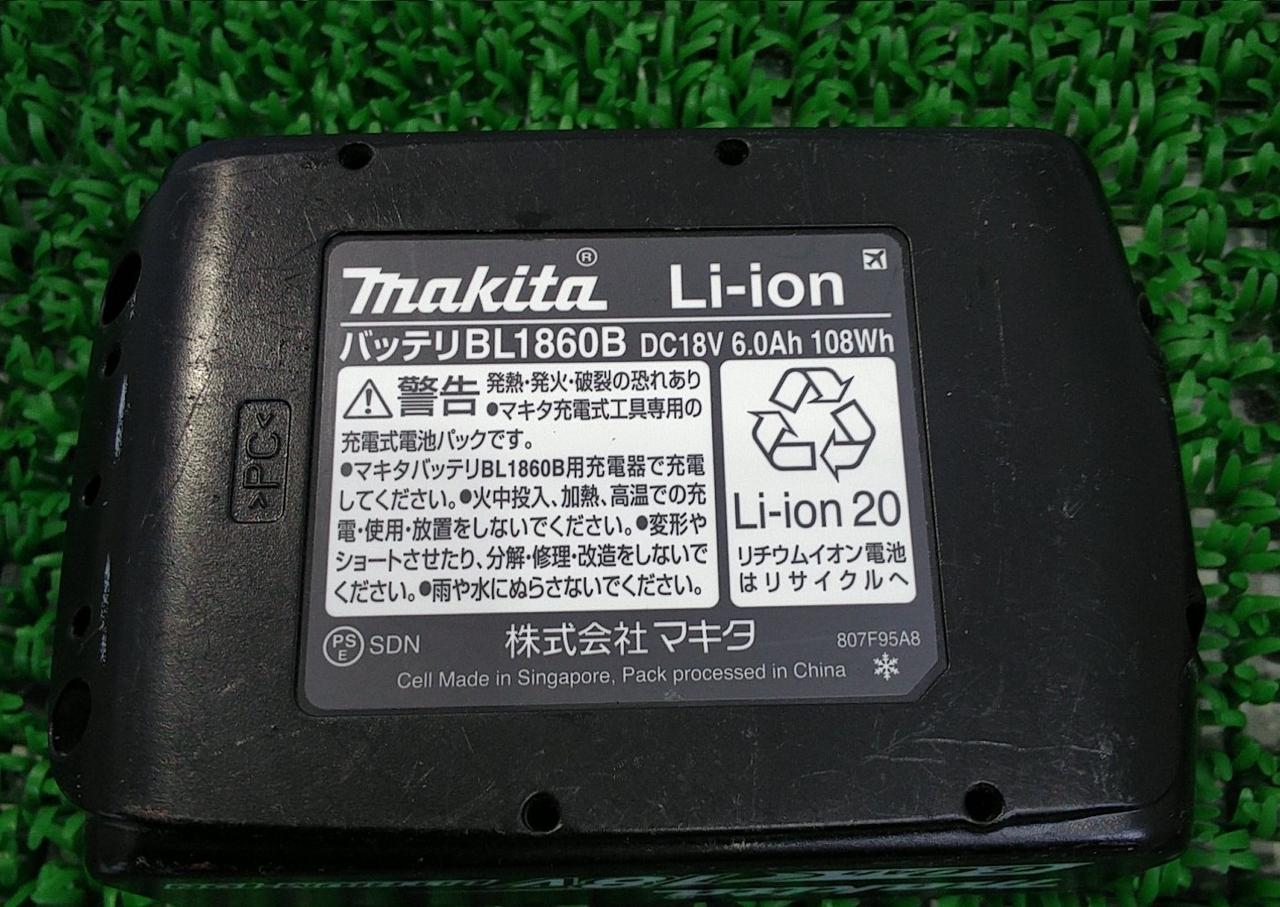 makita® Li-ion
バッテリBL1860B DC18V 6.0Ah 108Wh
警告 発熱・発火・破裂の恐れあり
●マキタ充電式工具専用の
充電式電池パックです。
●マキタバッテリBL1860B用充電器で充電
してください。●火中投入、加熱、高温での充
電・使用・放置をしないでください。●変形や
ショートさせたり、分解・修理・改造をしないで
ください。●雨や水にぬらさないでください。
Li-ion 20
リチウムイオン電池
はリサイクルへ
PSE SDN 株式会社 マキタ 807F95A8
Cell Made in Singapore, Pack processed in China
>PC<